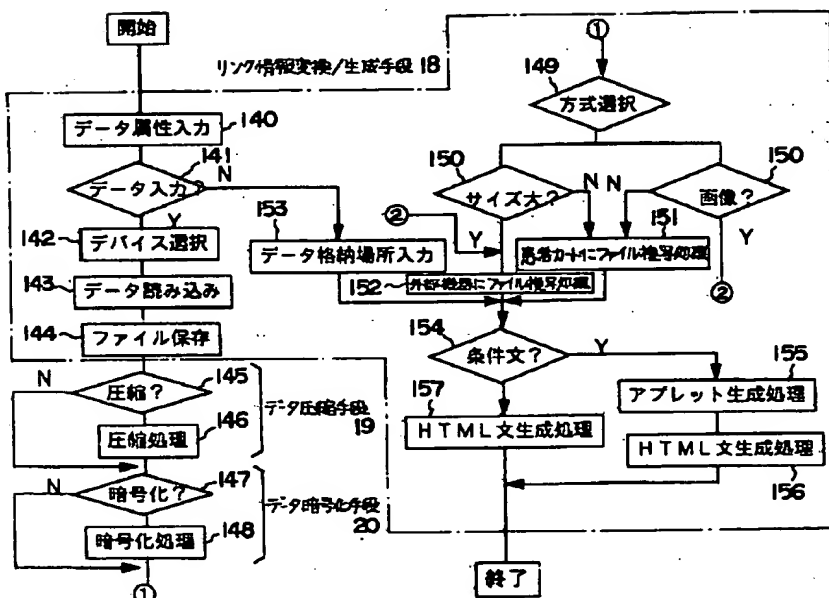 開始
リンク情報変換/生成手段 18
データ属性入力
140
141
データ入力?
N
Y
142
デバイス選択
143
データ読み込み
144
ファイル保存
N
145
圧縮?
146
圧縮処理
データ圧縮手段
19
N
147
暗号化?
148
暗号化処理
データ暗号化手段
20
①
①
149
方式選択
150
サイズ大?
N
Y
150
画像?
N
Y
②
②
153
データ格納場所入力
151
患者カードにファイル複写処理
152
外部機器にファイル複写処理
154
条件文?
Y
155
アプレット生成処理
157
HTML文生成処理
HTML文生成処理
156
終了